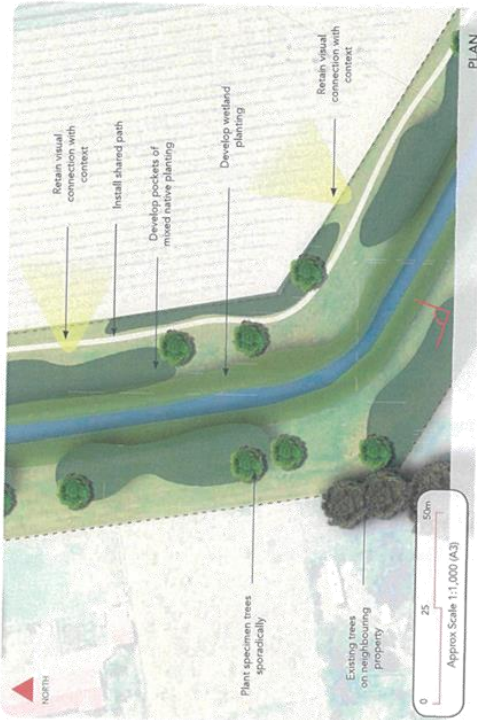 Retain visual
connection with
context
Install shared path
Develop pockets of
mixed native planting
Develop wetland
planting
Retain visual
connection with
context
PLAN
NORTH
Plant specimen trees
sporadically
Existing trees
on neighbouring
property
0
25
50m
Approx Scale 1:1,000 (A3)